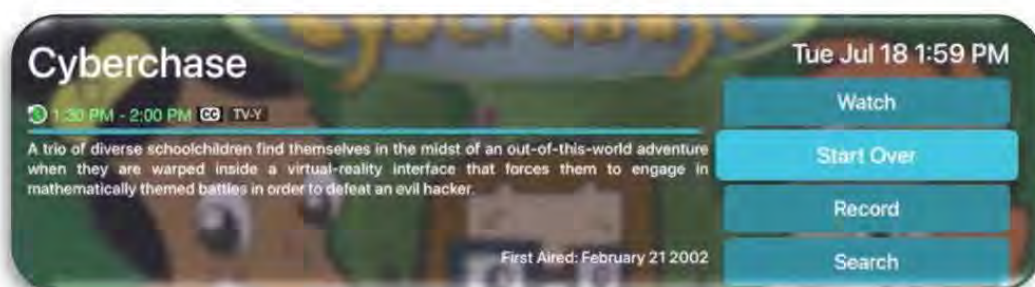 Cyberchase
Tue Jul 18 1:59 PM
1:30 PM - 2:00 PM CC TV-Y
A trio of diverse schoolchildren find themselves in the midst of an out-of-this-world adventure
when they are warped inside a virtual-reality interface that forces them to engage in
mathematically themed battles in order to defeat an evil hacker.
First Aired: February 21 2002
Watch
Start Over
Record
Search